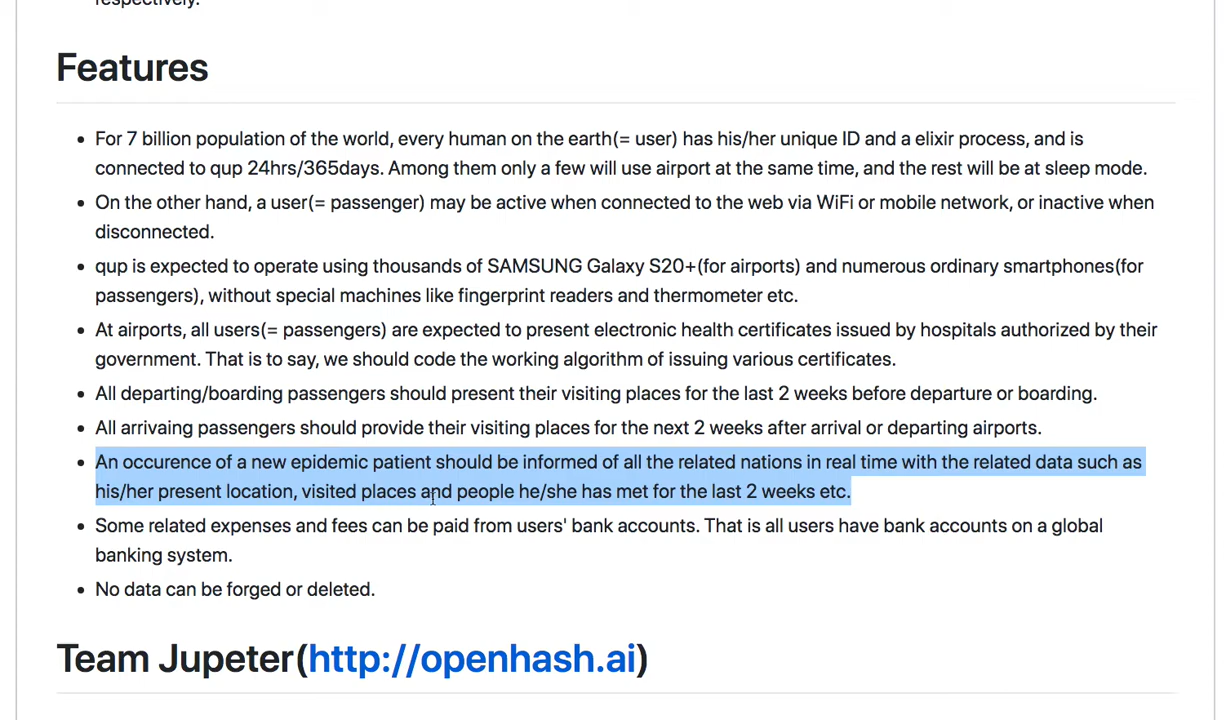 respectively.
Features
For 7 billion population of the world, every human on the earth(= user) has his/her unique ID and a elixir process, and is
connected to qup 24hrs/365days. Among them only a few will use airport at the same time, and the rest will be at sleep mode.
On the other hand, a user(= passenger) may be active when connected to the web via WiFi or mobile network, or inactive when
disconnected.
qup is expected to operate using thousands of SAMSUNG Galaxy S20+(for airports) and numerous ordinary smartphones(for
passengers), without special machines like fingerprint readers and thermometer etc.
At airports, all users(= passengers) are expected to present electronic health certificates issued by hospitals authorized by their
government. That is to say, we should code the working algorithm of issuing various certificates.
All departing/boarding passengers should present their visiting places for the last 2 weeks before departure or boarding.
All arrivaing passengers should provide their visiting places for the next 2 weeks after arrival or departing airports.
An occurence of a new epidemic patient should be informed of all the related nations in real time with the related data such as
his/her present location, visited places and people he/she has met for the last 2 weeks etc.
Some related expenses and fees can be paid from users' bank accounts. That is all users have bank accounts on a global
banking system.
No data can be forged or deleted.
Team Jupeter(http://openhash.ai)